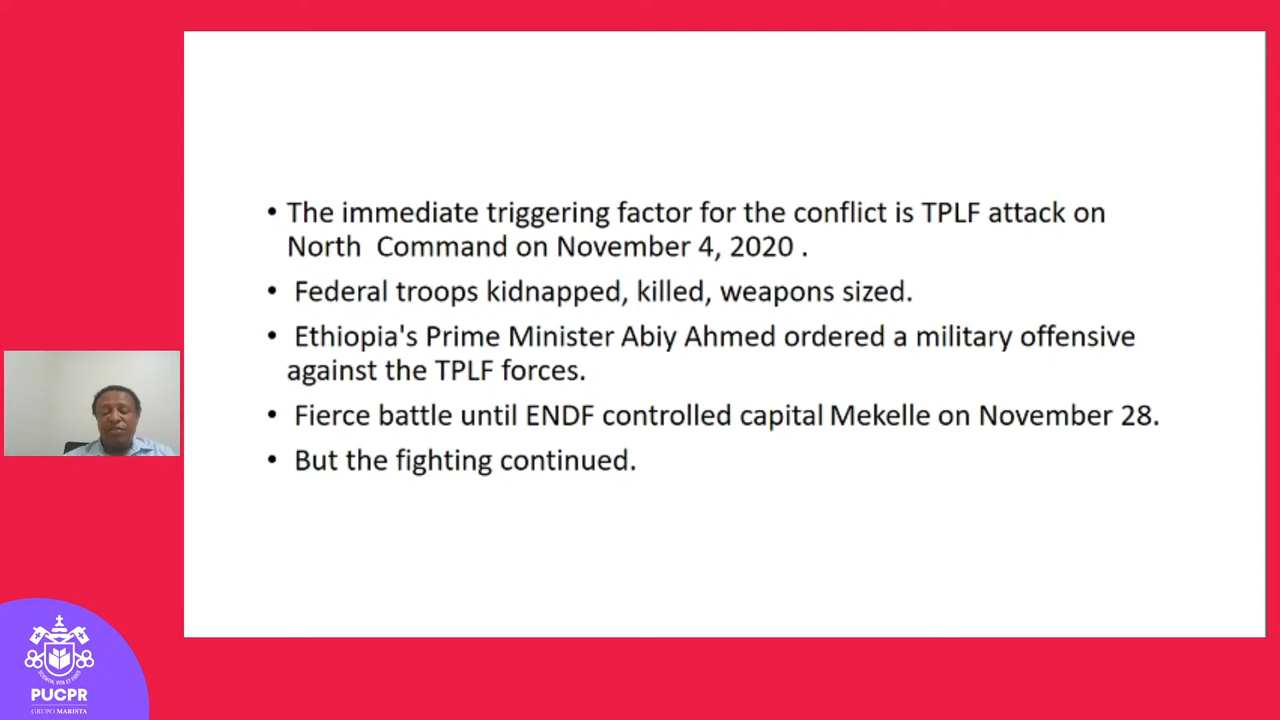 • The immediate triggering factor for the conflict is TPLF attack on
North  Command on November 4, 2020 .
• Federal troops kidnapped, killed, weapons sized.
• Ethiopia's Prime Minister Abiy Ahmed ordered a military offensive
against the TPLF forces.
• Fierce battle until ENDF controlled capital Mekelle on November 28.
• But the fighting continued.
PUCPR
GRUPO MARISTA